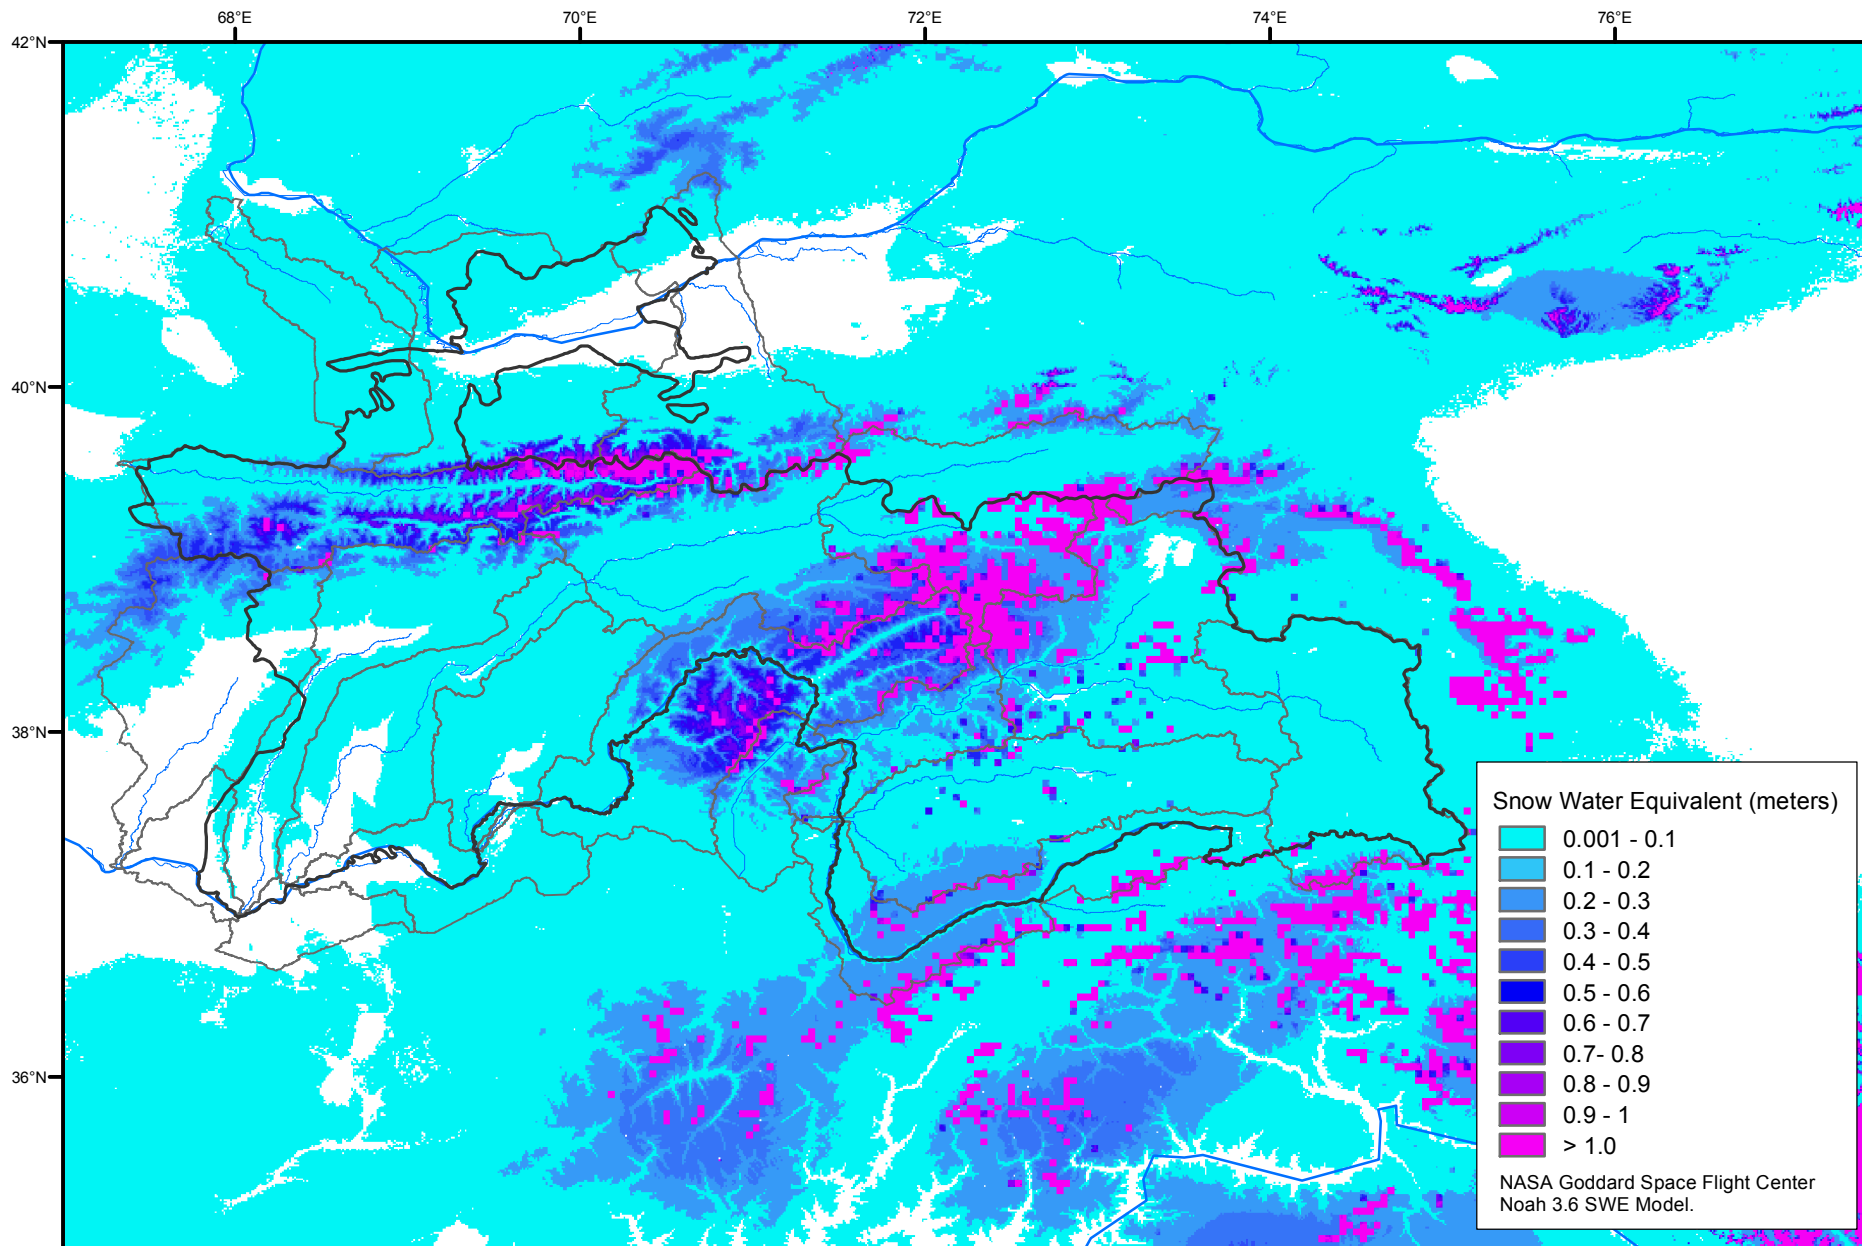 68°E 70°E 72°E 74°E 76°E
42°N
40°N
38°N
36°N
Snow Water Equivalent (meters)
0.001 - 0.1
0.1 - 0.2
0.2 - 0.3
0.3 - 0.4
0.4 - 0.5
0.5 - 0.6
0.6 - 0.7
0.7- 0.8
0.8 - 0.9
0.9 - 1
> 1.0
NASA Goddard Space Flight Center
Noah 3.6 SWE Model.